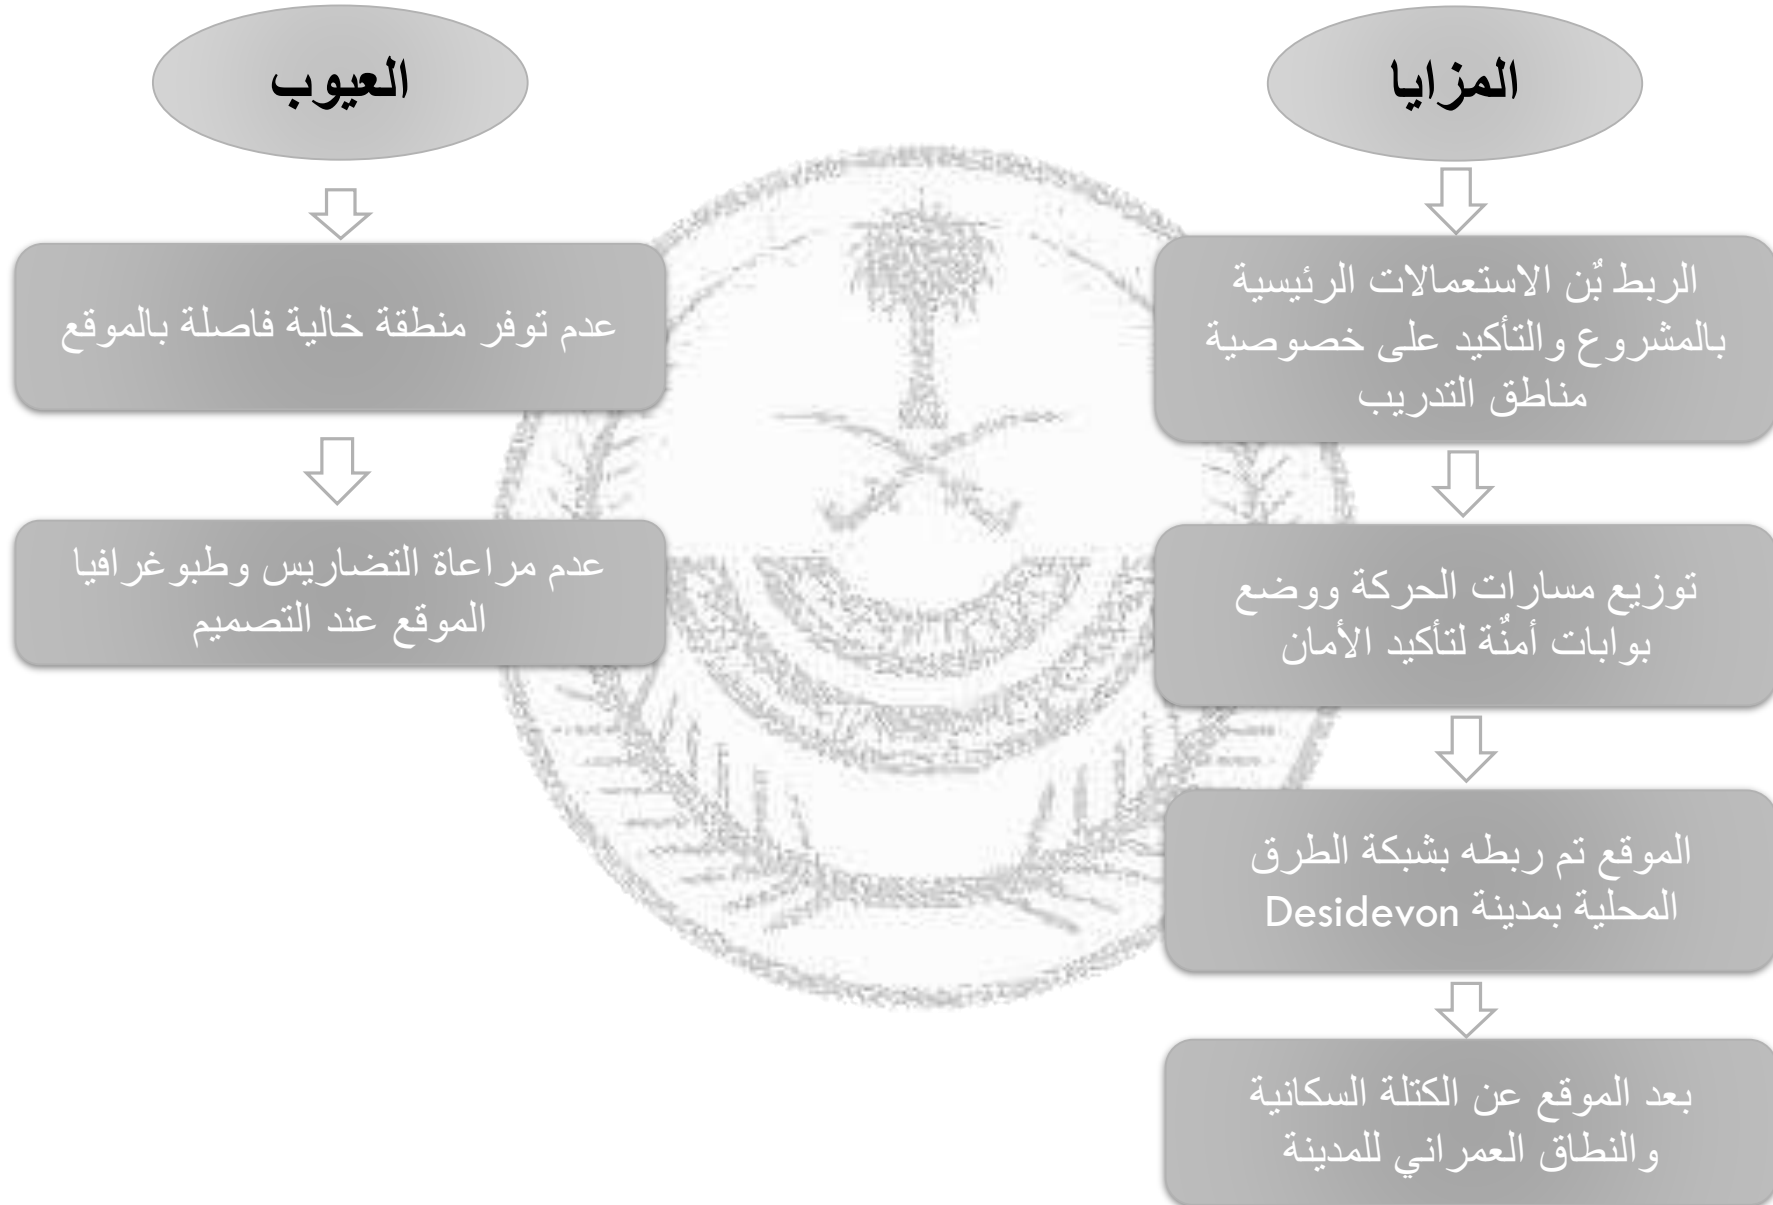 المزايا
الربط بٌن الاستعمالات الرئيسية
بالمشروع والتأكيد على خصوصية
مناطق التدريب
توزيع مسارات الحركة ووضع
بوابات أمنٌة لتأكيد الأمان
الموقع تم ربطه بشبكة الطرق
المحلية بمدينة Desidevon
بعد الموقع عن الكتلة السكانية
والنطاق العمراني للمدينة
العيوب
عدم توفر منطقة خالية فاصلة بالموقع
عدم مراعاة التضاريس وطبوغرافيا
الموقع عند التصميم